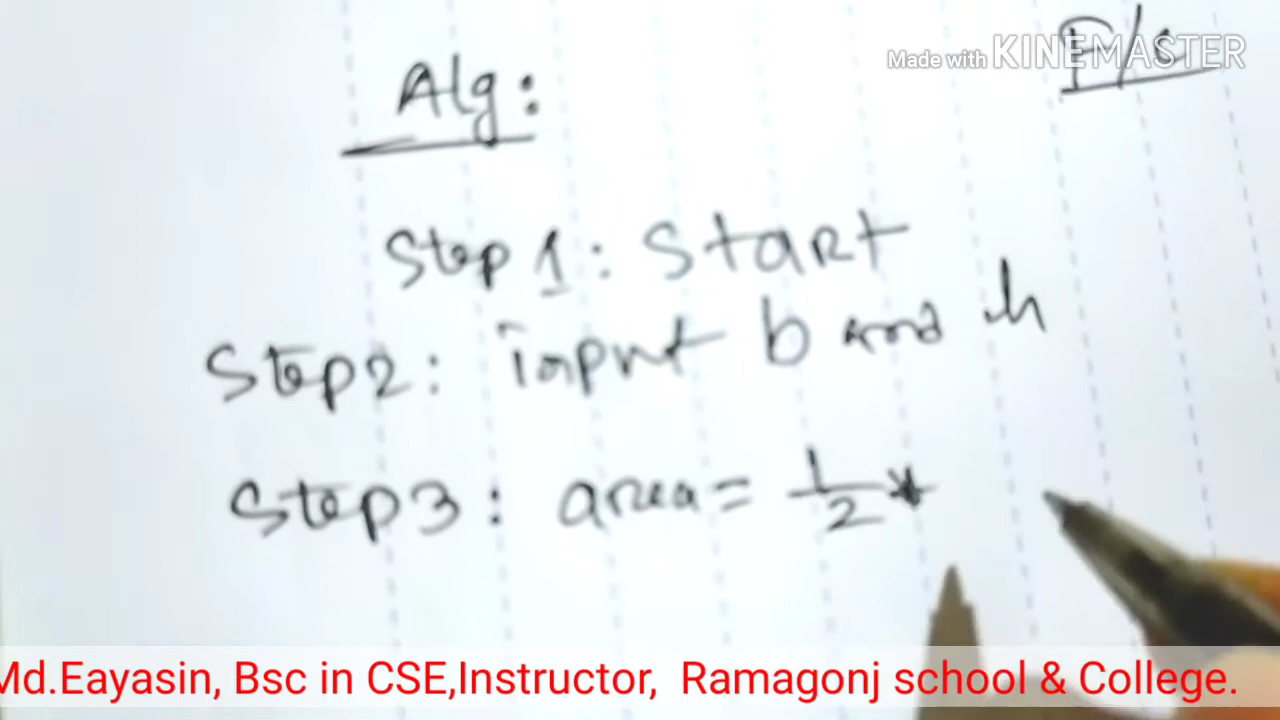 Made with KINEMASTER
F/c
Alg:
Step 1: Start
Step2: input b and h
Step3: area = 1/2 *
Md.Eayasin, Bsc in CSE,Instructor, Ramagonj school & College.